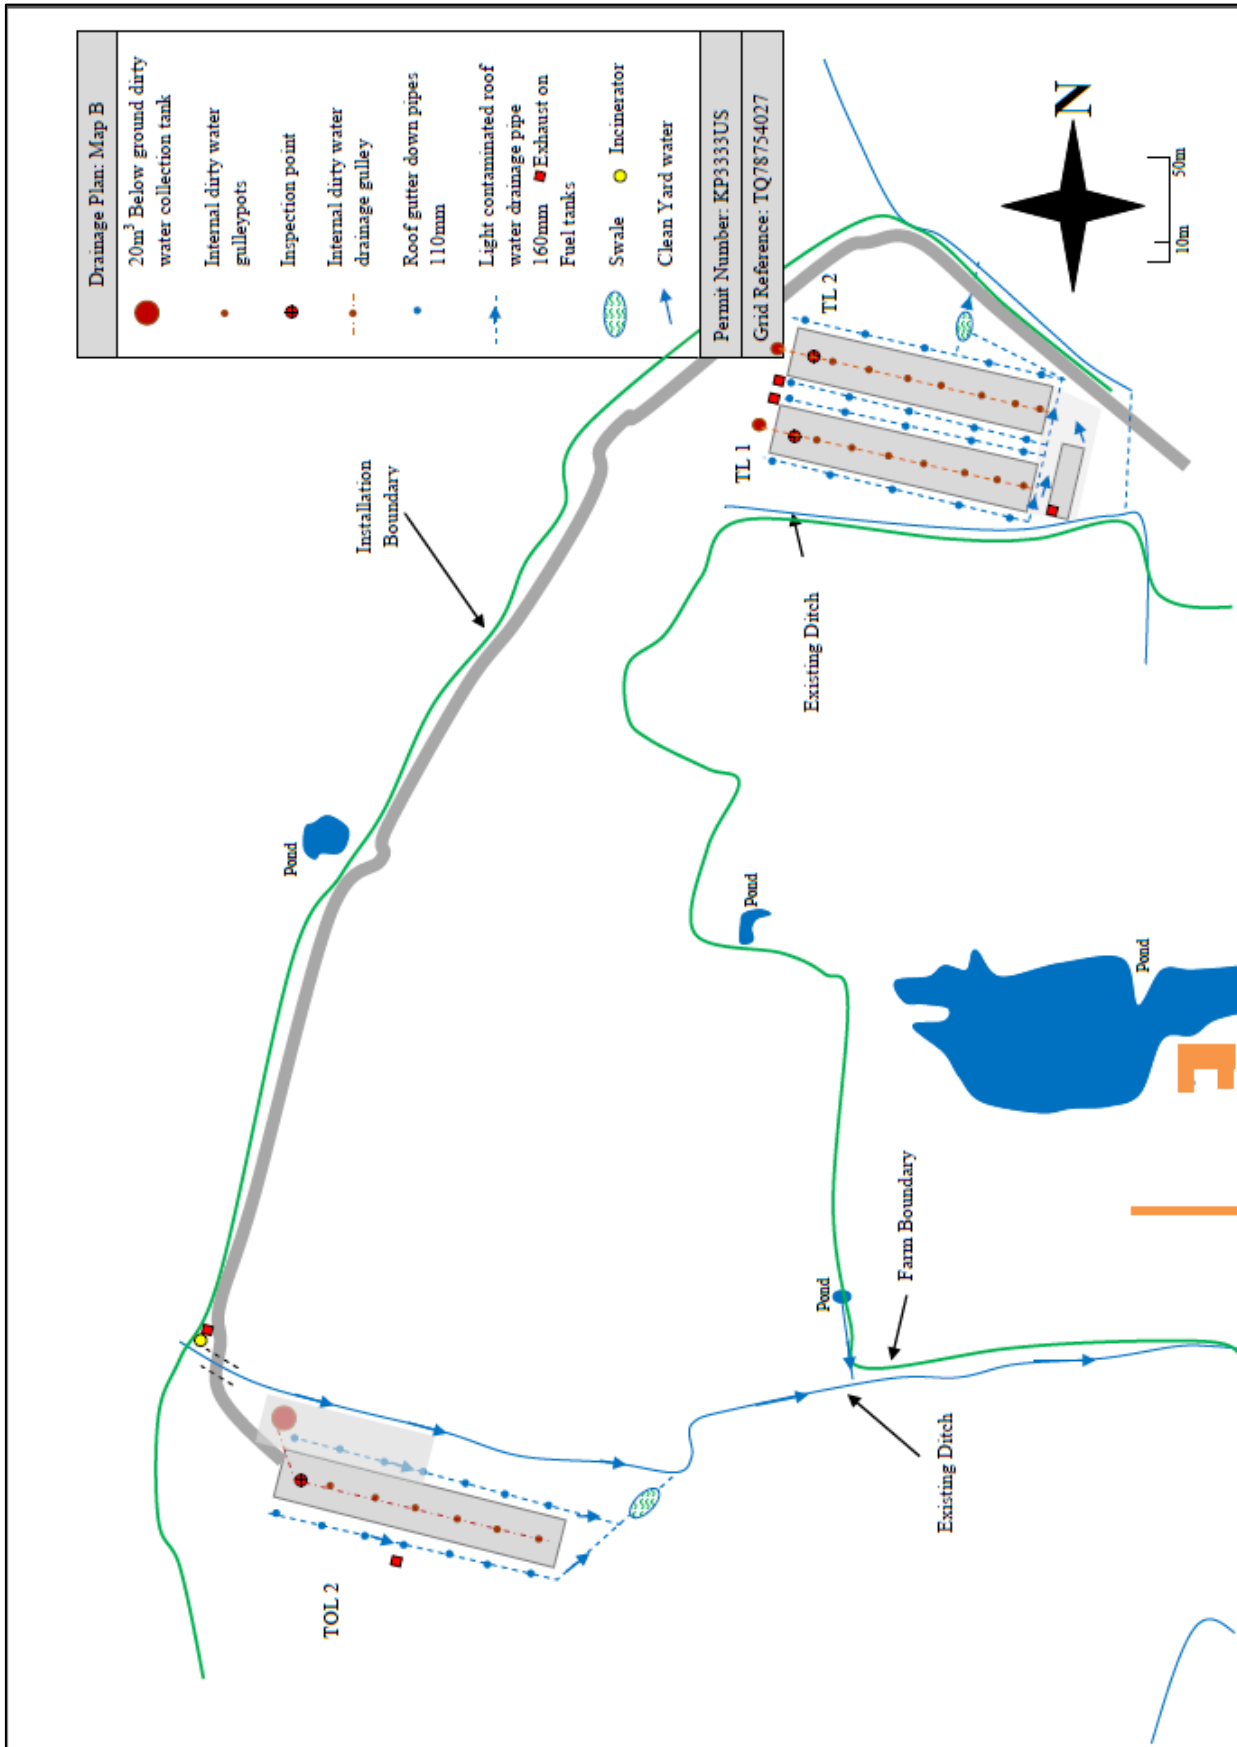 Drainage Plan: Map B
20m³ Below ground dirty
water collection tank
Internal dirty water
gulleypots
Inspection point
Internal dirty water
drainage gulley
Roof gutter down pipes
110mm
Light contaminated roof
water drainage pipe
160mm
Exhaust on
Fuel tanks
Swale
Incinerator
Clean Yard water
Permit Number: KP3333US
Grid Reference: TQ78754027
N
10m
50m
TL 2
TL 1
Installation
Boundary
Existing Ditch
Pond
Pond
Pond
Pond
Farm Boundary
Existing Ditch
TOL 2